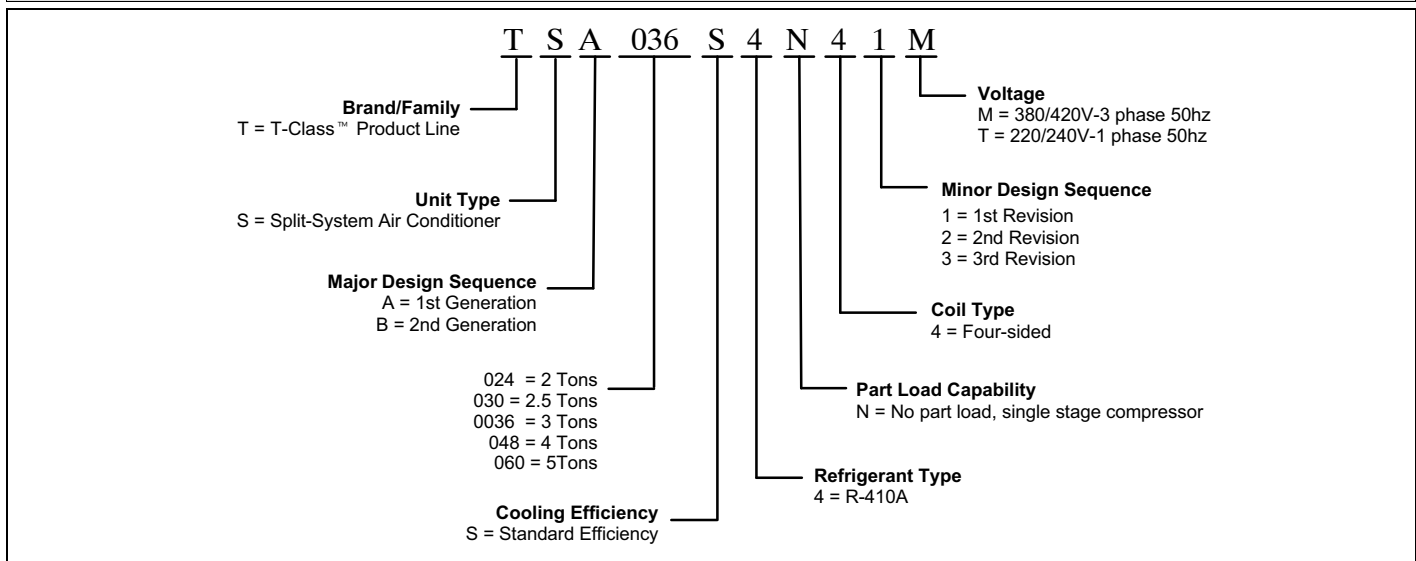 T S A 036 S 4 N 4 1 M
Brand/Family
T = T-Class™ Product Line
Unit Type
S = Split-System Air Conditioner
Major Design Sequence
A = 1st Generation
B = 2nd Generation
024 = 2 Tons
030 = 2.5 Tons
0036 = 3 Tons
048 = 4 Tons
060 = 5Tons
Cooling Efficiency
S = Standard Efficiency
Voltage
M = 380/420V-3 phase 50hz
T = 220/240V-1 phase 50hz
Minor Design Sequence
1 = 1st Revision
2 = 2nd Revision
3 = 3rd Revision
Coil Type
4 = Four-sided
Part Load Capability
N = No part load, single stage compressor
Refrigerant Type
4 = R-410A